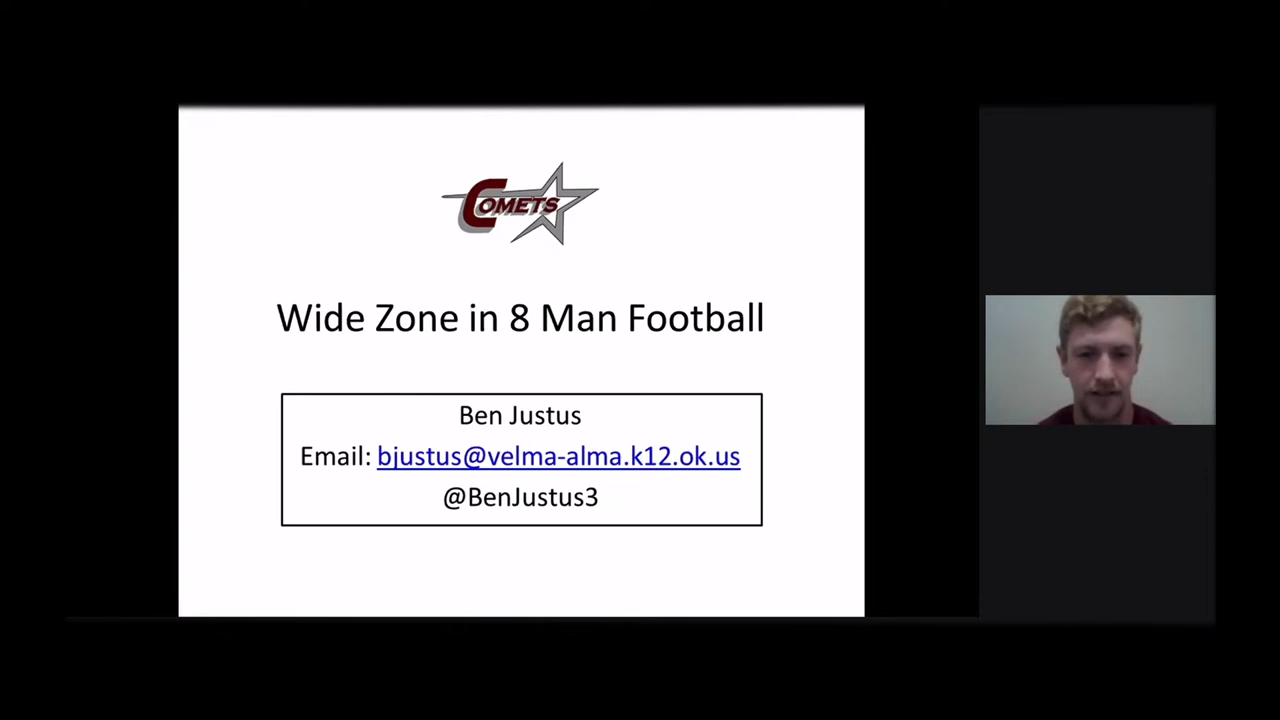 COMETS
Wide Zone in 8 Man Football
Ben Justus
Email: bjustus@velma-alma.k12.ok.us
@BenJustus3